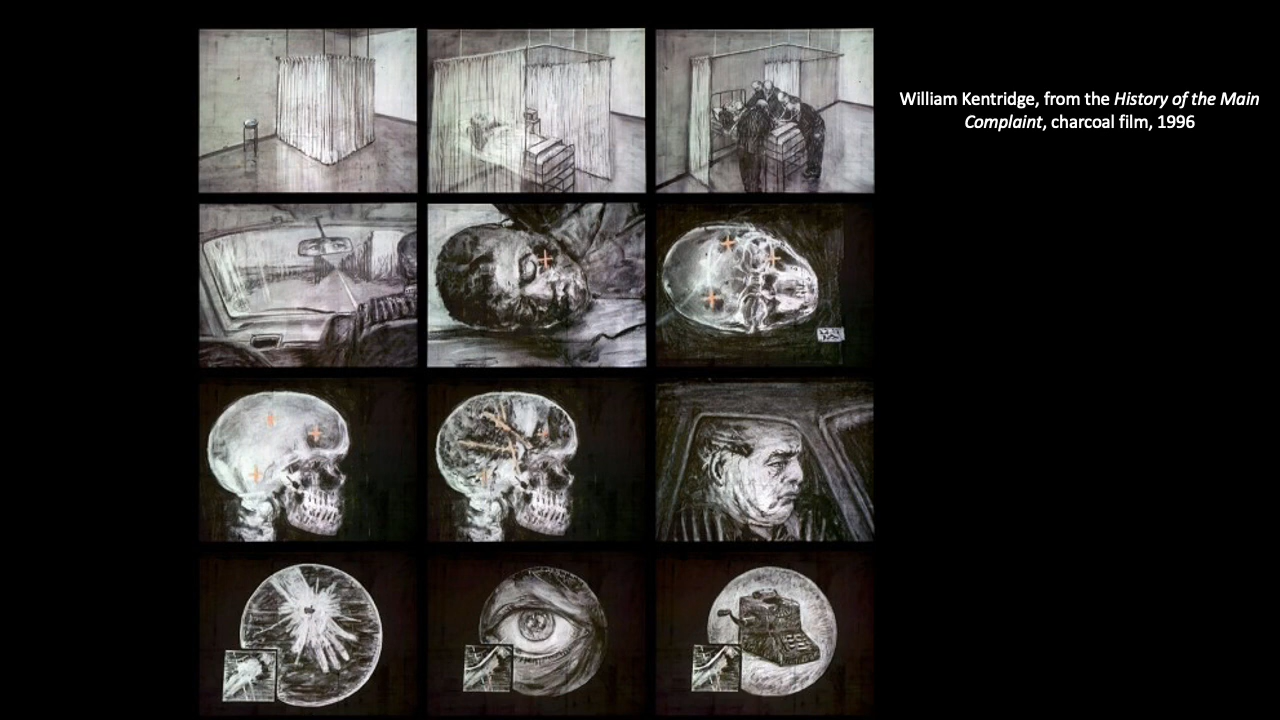 William Kentridge, from the History of the Main
Complaint, charcoal film, 1996